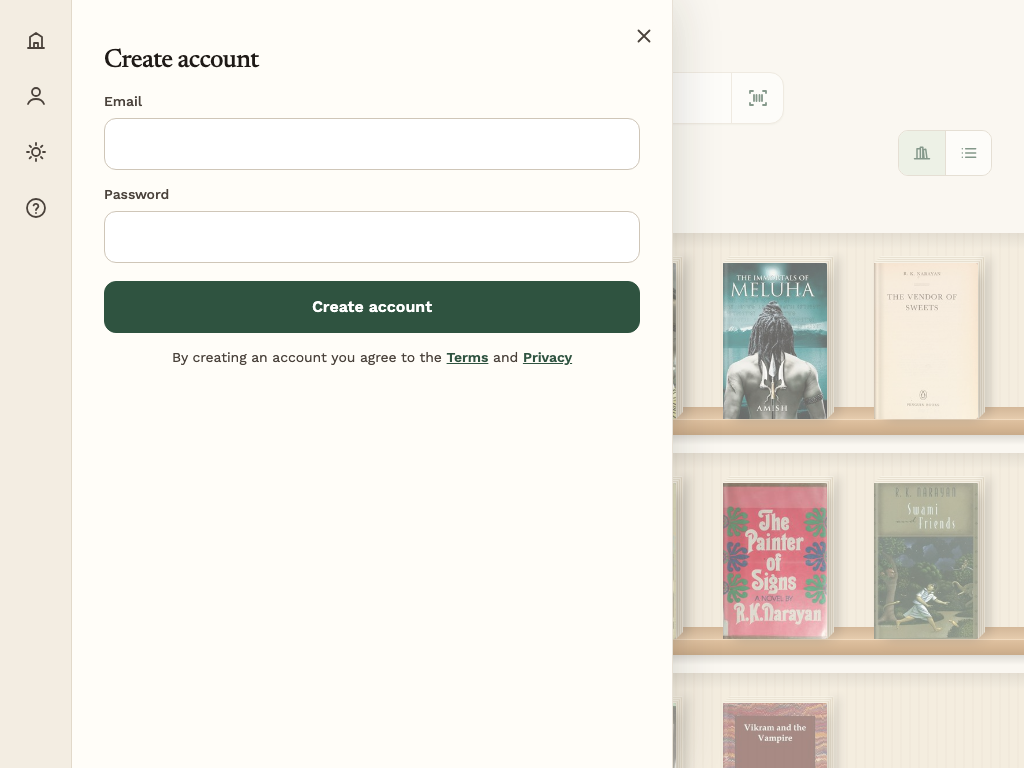 Create account
Email
Password
Create account
By creating an account you agree to the Terms and Privacy
THE IMMORTALS OF
MELUHA
AMISH
R. K. NARAYAN
THE VENDOR OF
SWEETS
The
Painter
of
Signs
A NOVEL BY
R.K.Narayan
R. K. NARAYAN
Swami
and Friends
Vikram and the
Vampire